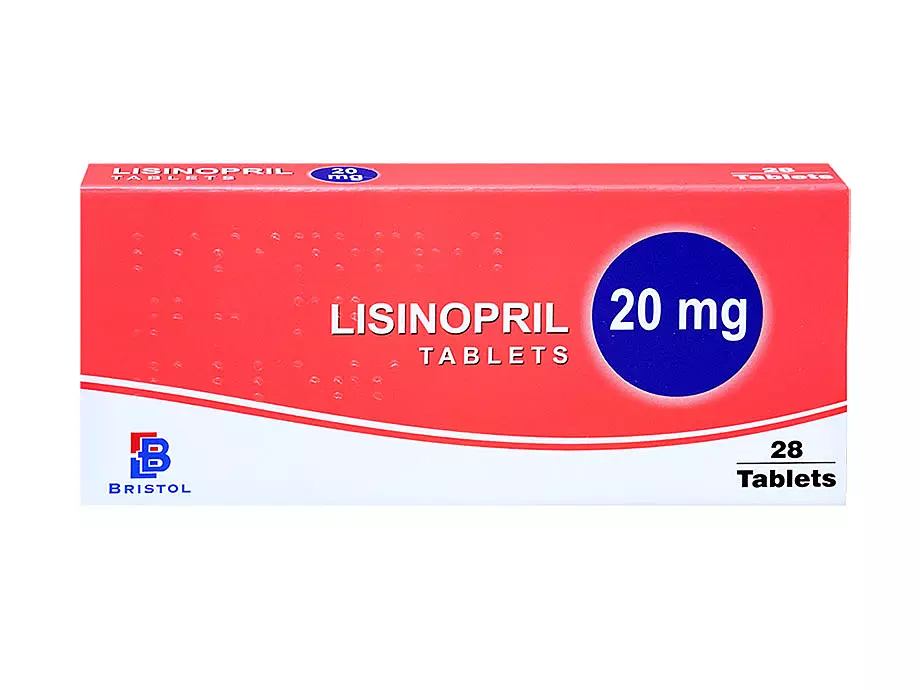 LISINOPRIL
TABLETS
20
mg
28
Tablets
LISINOPRIL
TABLETS
20 mg
BRISTOL
28
Tablets